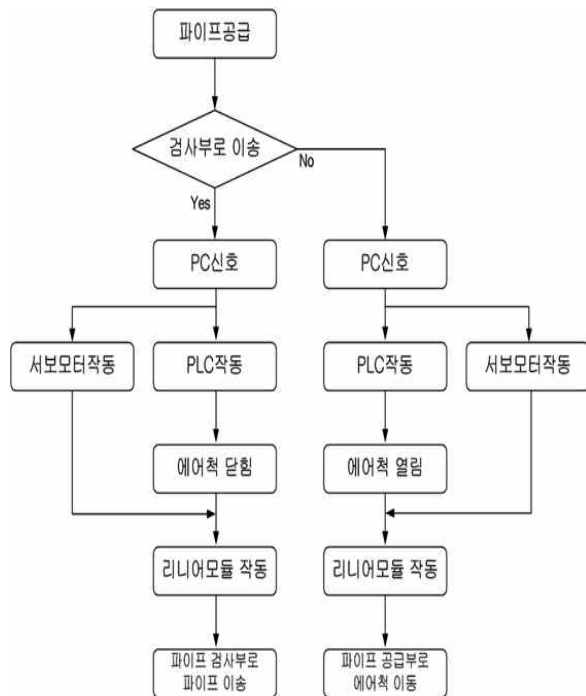 파이프공급
검사부로 이송
No
Yes
PC신호
PC신호
서보모터작동
PLC작동
PLC작동
서보모터작동
에어척 닫힘
에어척 열림
리니어모듈 작동
리니어모듈 작동
파이프 검사부로
파이프 이송
파이프 공급부로
에어척 이동